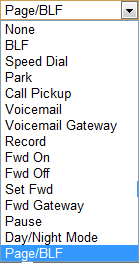 Page/BLF
None
BLF
Speed Dial
Park
Call Pickup
Voicemail
Voicemail Gateway
Record
Fwd On
Fwd Off
Set Fwd
Fwd Gateway
Pause
Day/Night Mode
Page/BLF